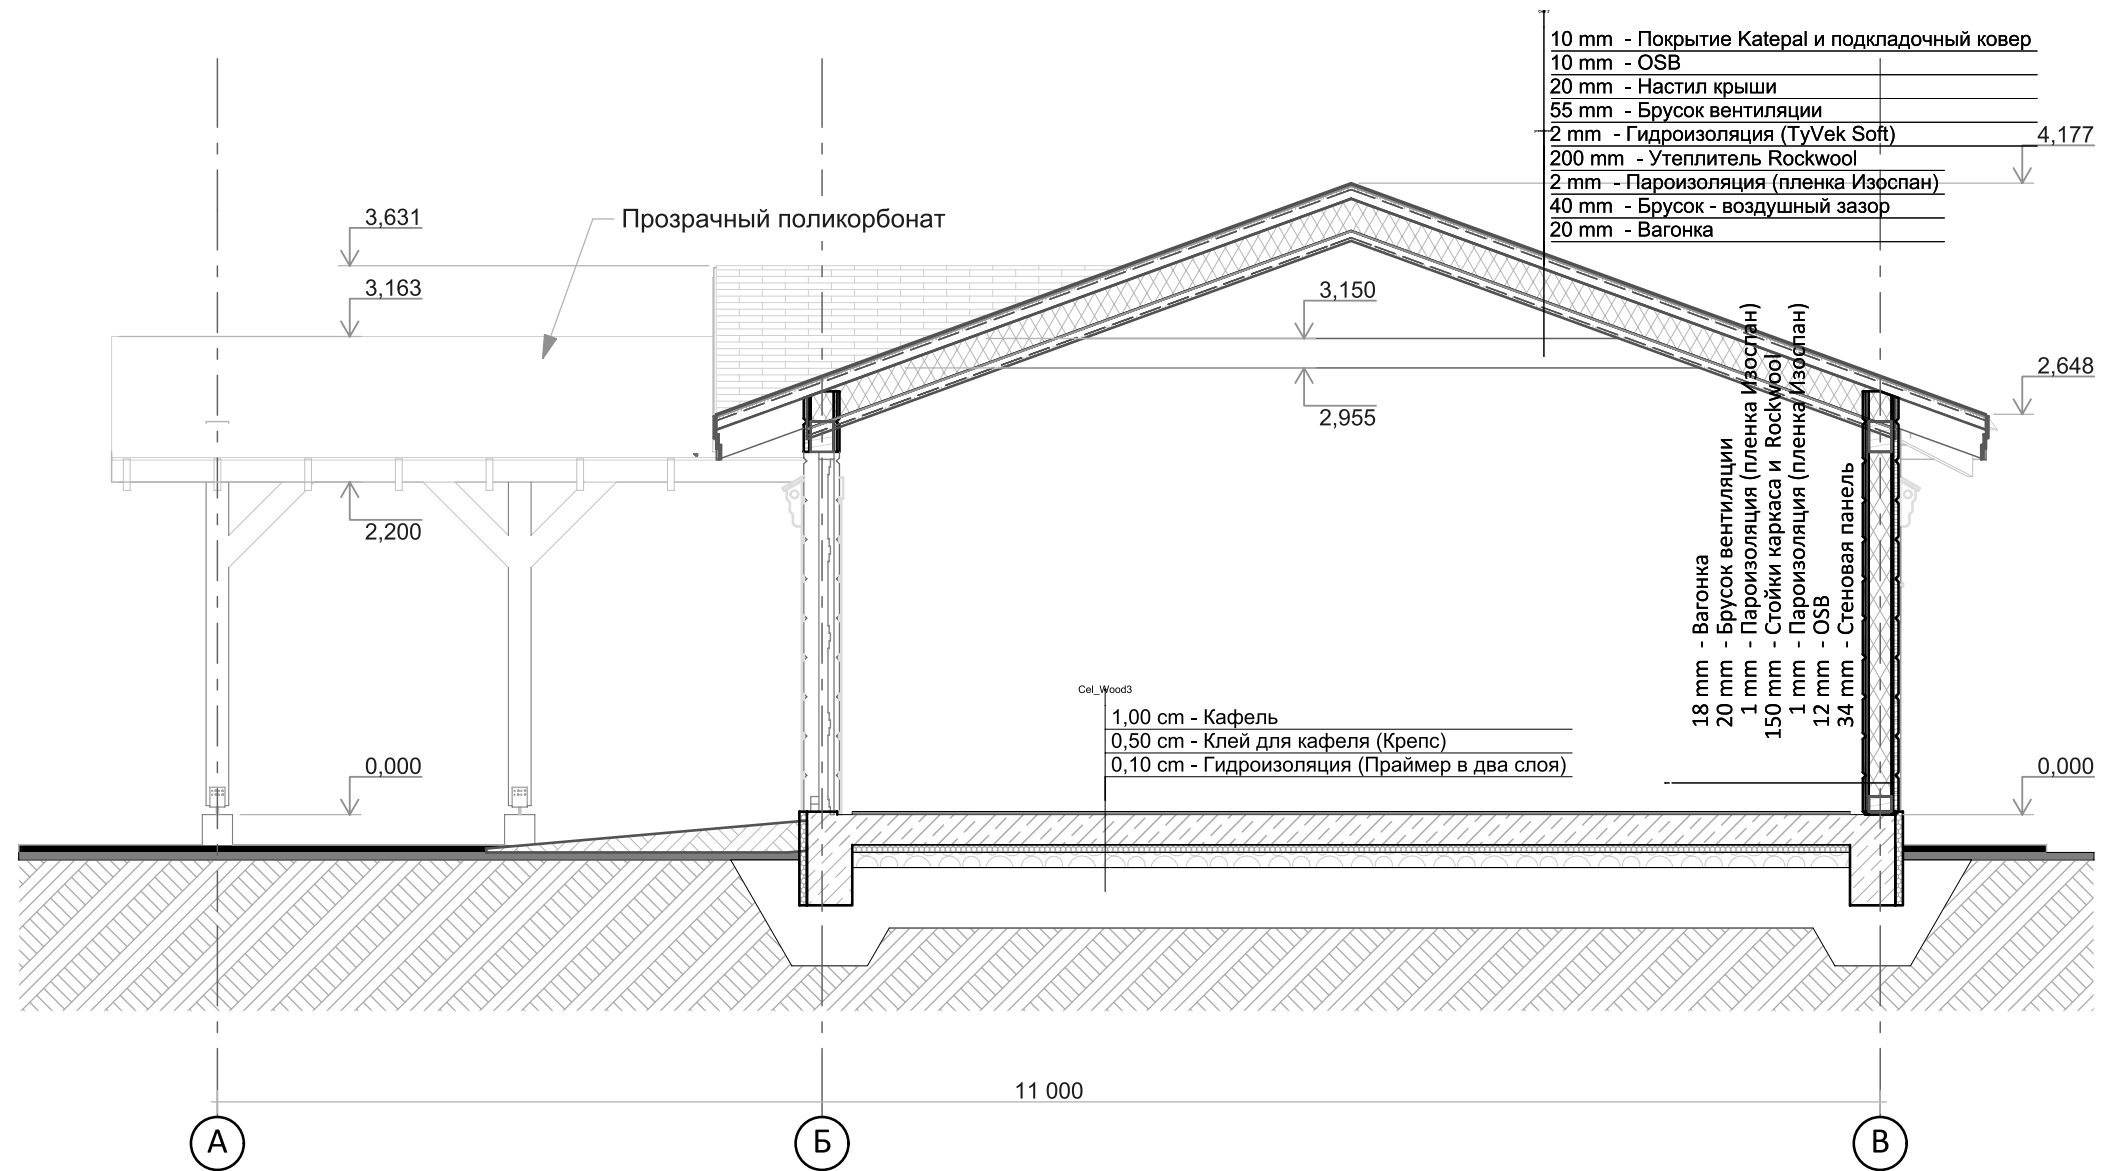 10 mm - Покрытие Katepal и подкладочный ковер
10 mm - OSB
20 mm - Настил крыши
55 mm - Брусок вентиляции
2 mm - Гидроизоляция (TyVek Soft)
200 mm - Утеплитель Rockwool
2 mm - Пароизоляция (пленка Изоспан)
40 mm - Брусок - воздушный зазор
20 mm - Вагонка
4,177
3,631
Прозрачный поликорбонат
3,163
3,150
2,648
2,955
2,200
18 mm - Вагонка
20 mm - Брусок вентиляции
1 mm - Пароизоляция (пленка Изоспан)
150 mm - Стойки каркаса и Rockwool
1 mm - Пароизоляция (пленка Изоспан)
12 mm - OSB
34 mm - Стеновая панель
Cel_Wood3
1,00 cm - Кафель
0,50 cm - Клей для кафеля (Крепс)
0,10 cm - Гидроизоляция (Праймер в два слоя)
0,000
0,000
11 000
А
Б
В